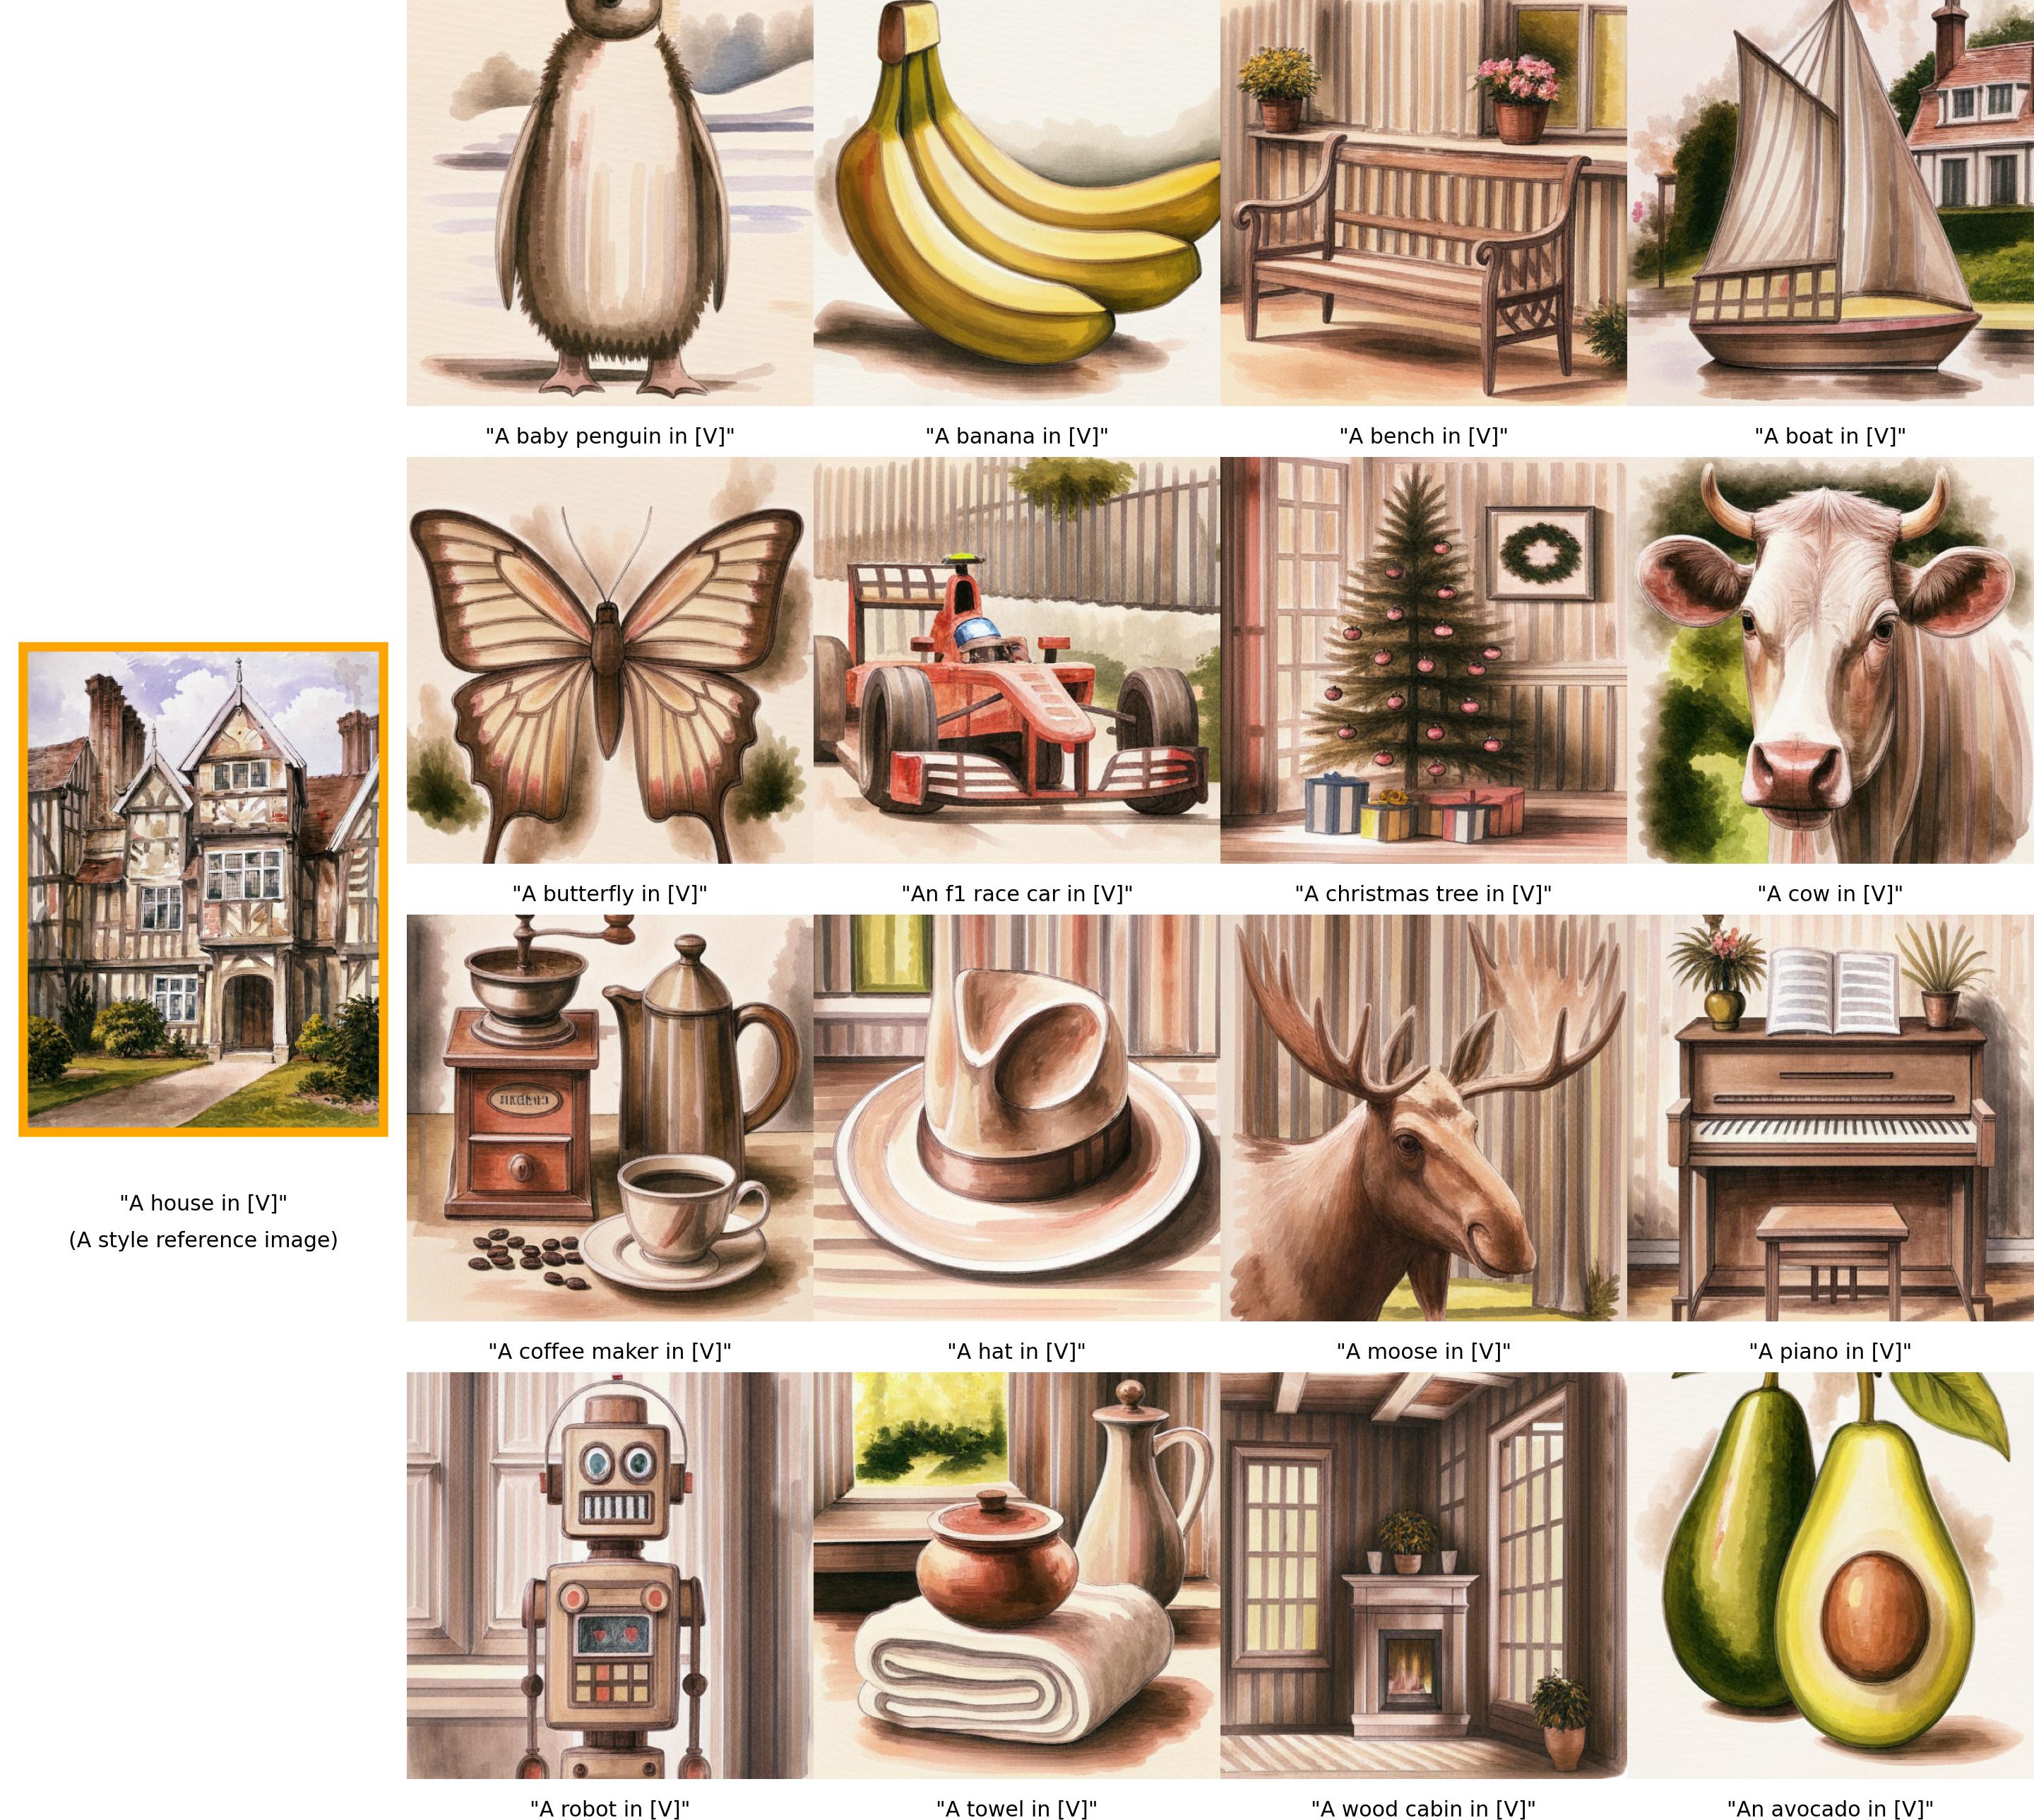 "A baby penguin in [V]"
"A banana in [V]"
"A bench in [V]"
"A boat in [V]"
"A butterfly in [V]"
"An f1 race car in [V]"
"A christmas tree in [V]"
"A cow in [V]"
"A house in [V]"
(A style reference image)
"A coffee maker in [V]"
"A hat in [V]"
"A moose in [V]"
"A piano in [V]"
"A robot in [V]"
"A towel in [V]"
"A wood cabin in [V]"
"An avocado in [V]"